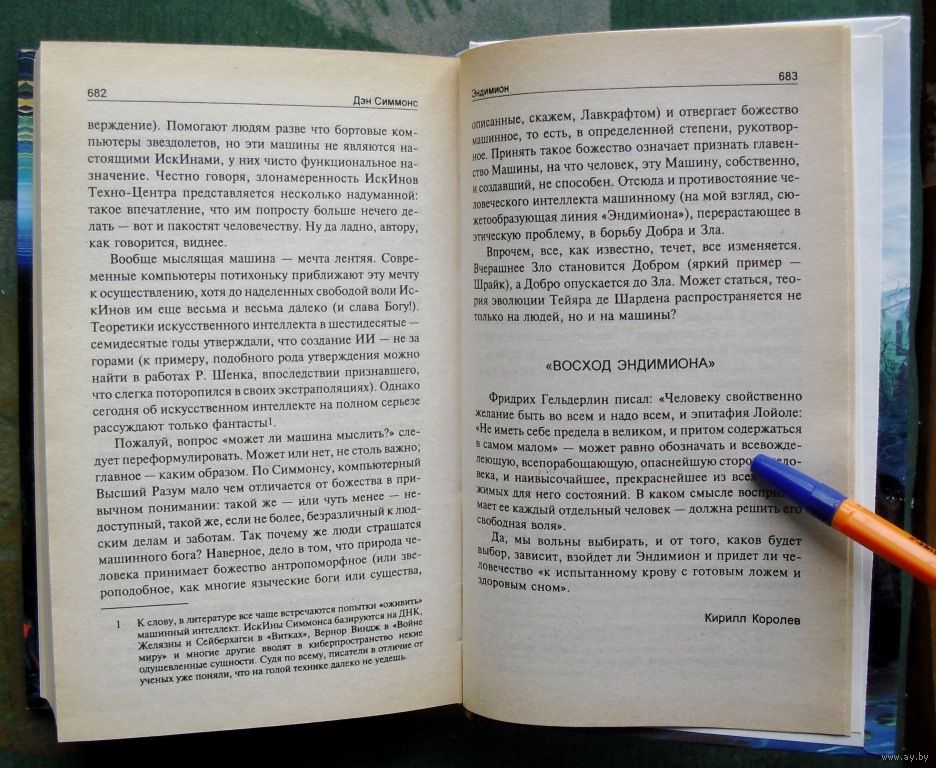 682
Дэн Симмонс
верждение). Помогают людям разве что бортовые ком-
пьютеры звездолетов, но эти машины не являются на-
стоящими ИскИнами, у них чисто функциональное на-
значение. Честно говоря, злонамеренность ИскИнов
Техно-Центра представляется несколько надуманной:
такое впечатление, что им попросту больше нечего де-
лать — вот и пакостят человечеству. Ну да ладно, автору,
как говорится, виднее.
Вообще мыслящая машина — мечта лентяя. Совре-
менные компьютеры потихоньку приближают эту мечту
к осуществлению, хотя до наделенных свободой воли Ис-
кИнов им еще весьма и весьма далеко (и слава Богу!).
Теоретики искусственного интеллекта в шестидесятые —
семидесятые годы утверждали, что создание ИИ — не за
горами (к примеру, подобного рода утверждения можно
найти в работах Р. Шенка, впоследствии признавшего,
что слегка поторопился в своих экстраполяциях). Однако
сегодня об искусственном интеллекте на полном серьезе
рассуждают только фантасты1.
Пожалуй, вопрос «может ли машина мыслить?» сле-
дует переформулировать. Может или нет, не столь важно;
главное — каким образом. По Симмонсу, компьютерный
Высший Разум мало чем отличается от божества в при-
вычном понимании: такой же — или чуть менее — не-
доступный, такой же, если не более, безразличный к люд-
ским делам и заботам. Так почему же люди страшатся
машинного бога? Наверное, дело в том, что природа че-
ловека принимает божество антропоморфное (или зве-
роподобное, как многие языческие боги или существа,
1 К слову, в литературе все чаще встречаются попытки «оживить»
машинный интеллект. ИскИны Симмонса базируются на ДНК,
Желязны и Сейберхаген в «Витках», Вернор Виндж в «Войне
миру» и многие другие вводят в киберпространство некие
одушевленные сущности. Судя по всему, писатели в отличие от
ученых уже поняли, что на голой технике далеко не уедешь.
Эндимион
683
описанные, скажем, Лавкрафтом) и отвергает божество
машинное, то есть, в определенной степени, рукотвор-
ное. Принять такое божество означает признать главен-
ство Машины, на что человек, эту Машину, собственно,
и создавший, не способен. Отсюда и противостояние че-
ловеческого интеллекта машинному (на мой взгляд, сю-
жетообразующая линия «Эндимиона»), перерастающее в
этическую проблему, в борьбу Добра и Зла.
Впрочем, все, как известно, течет, все изменяется.
Вчерашнее Зло становится Добром (яркий пример —
Шрайк), а Добро опускается до Зла. Может статься, тео-
рия эволюции Тейяра де Шардена распространяется не
только на людей, но и на машины?
«ВОСХОД ЭНДИМИОНА»
Фридрих Гельдерлин писал: «Человеку свойственно
желание быть во всем и надо всем, и эпитафия Лойоле:
«Не иметь себе предела в великом, и притом содержаться
в самом малом» — может равно обозначать и всевожде-
леющую, всепорабощающую, опаснейшую
века, и наивысочайшее, прекраснейшее из всех
жимых для него состояний. В каком смысле
мает ее каждый отдельный человек — должна решить его
свободная воля».
Да, мы вольны выбирать, и от того, каков будет
выбор, зависит, взойдет ли Эндимион и придет ли че-
ловечество «к испытанному крову с готовым ложем и
здоровым сном».
Кирилл Королев
www.ay.by